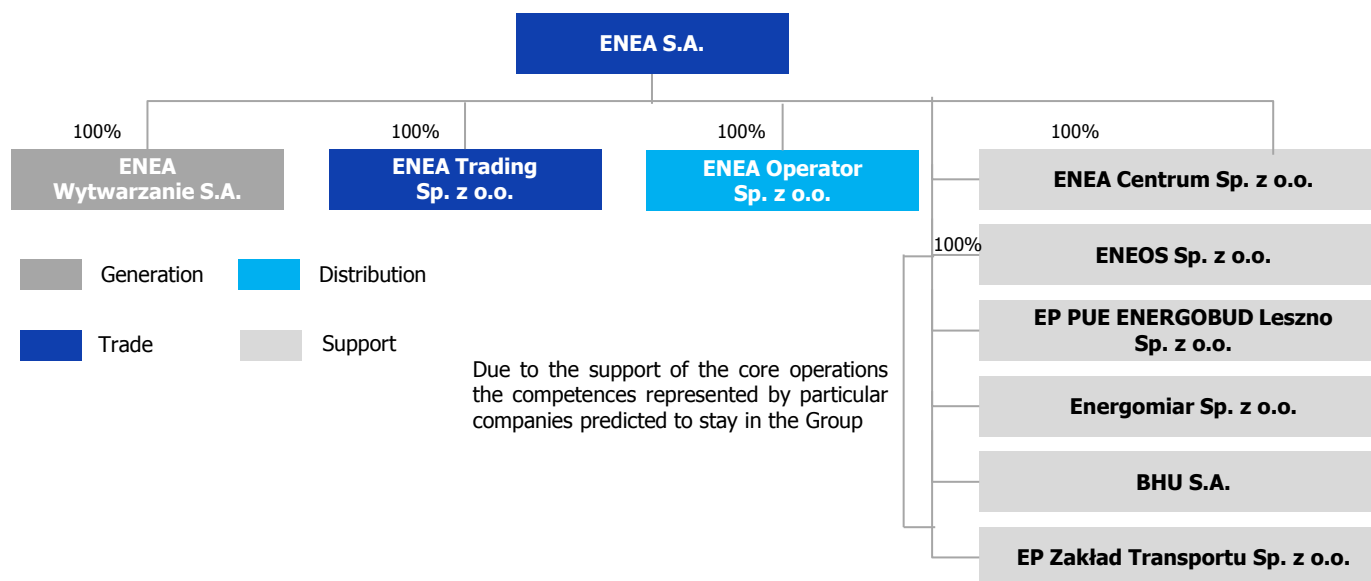 ENEA S.A.
100%
100%
100%
100%
ENEA
Wytwarzanie S.A.
ENEA Trading
Sp. z o.o.
ENEA Operator
Sp. z o.o.
ENEA Centrum Sp. z o.o.
100%
ENEOS Sp. z o.o.
EP PUE ENERGOBUD Leszno
Sp. z o.o.
Energomiar Sp. z o.o.
BHU S.A.
EP Zakład Transportu Sp. z o.o.
Generation
Distribution
Trade
Support
Due to the support of the core operations
the competences represented by particular
companies predicted to stay in the Group